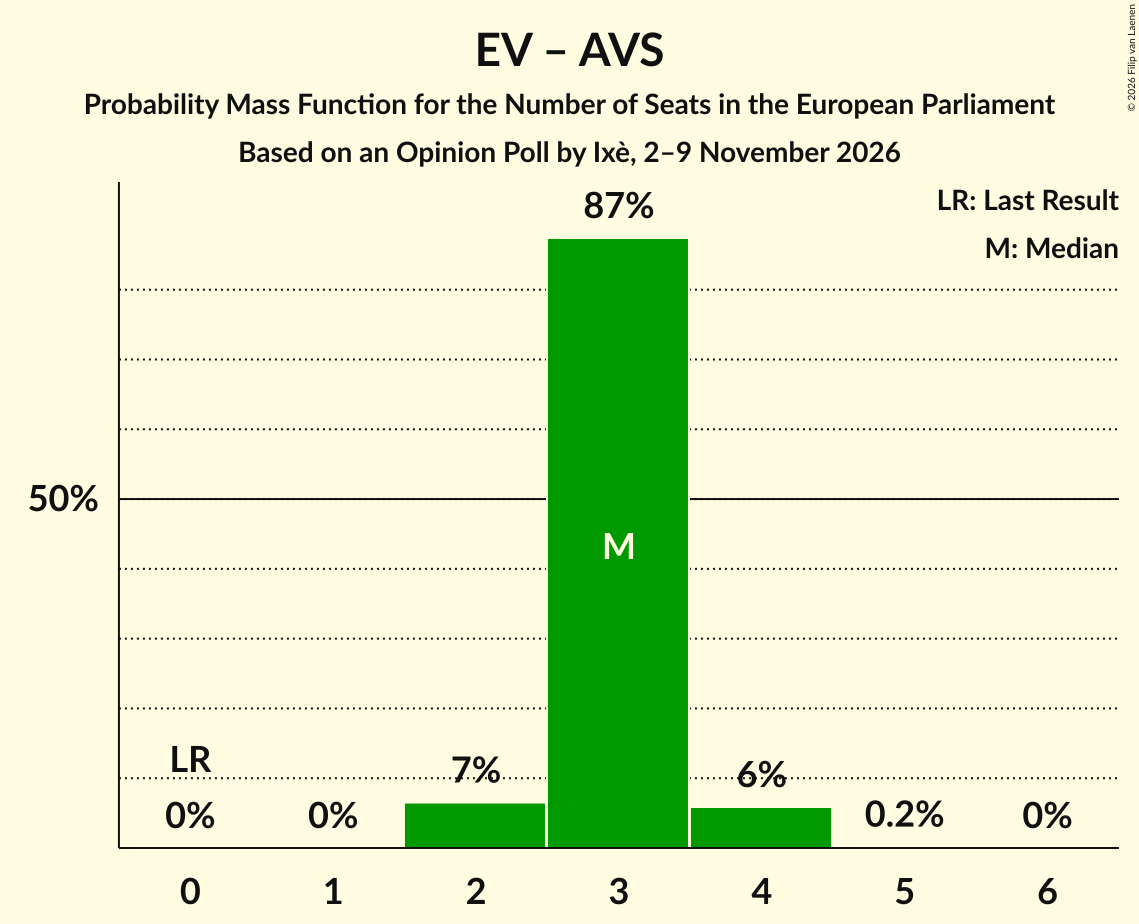 EV – AVS
Probability Mass Function for the Number of Seats in the European Parliament
Based on an Opinion Poll by Ixè, 2–9 November 2026
© 2026 Filip van Laenen
LR: Last Result
M: Median
87%
50%
M
LR
0%
0%
7%
6%
0.2%
0%
0 1 2 3 4 5 6